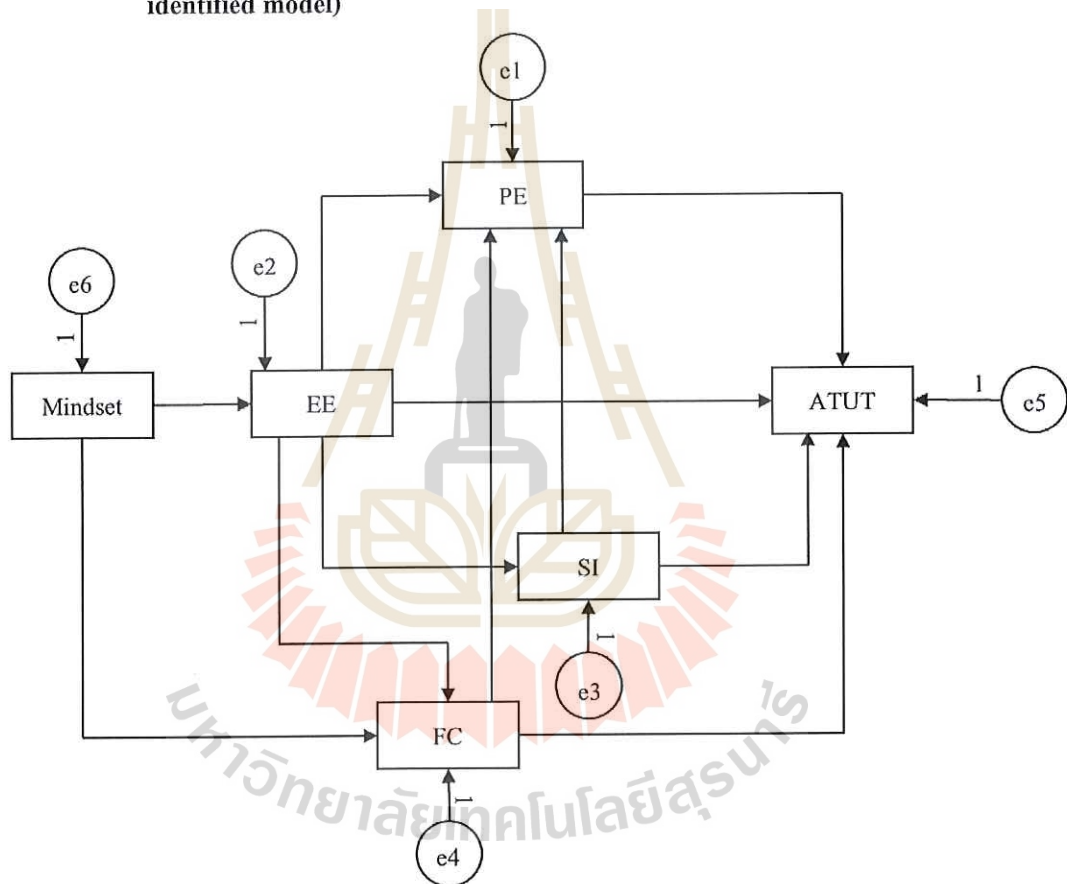 identified model)
e1
1
PE
e6
1
e2
1
Mindset
EE
ATUT
1
e5
SI
1
e3
FC
1
e4
มหาวิทยาลัยเทคโนโลยีสุรนารี